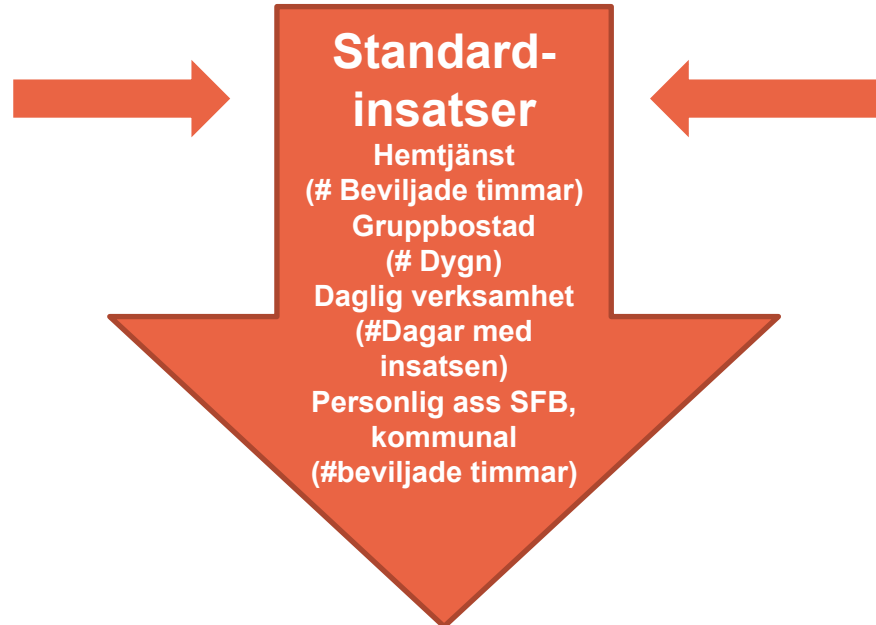 Standard-
insatser
Hemtjänst
(# Beviljade timmar)
Gruppbostad
(# Dygn)
Daglig verksamhet
(#Dagar med
insatsen)
Personlig ass SFB,
kommunal
(#beviljade timmar)